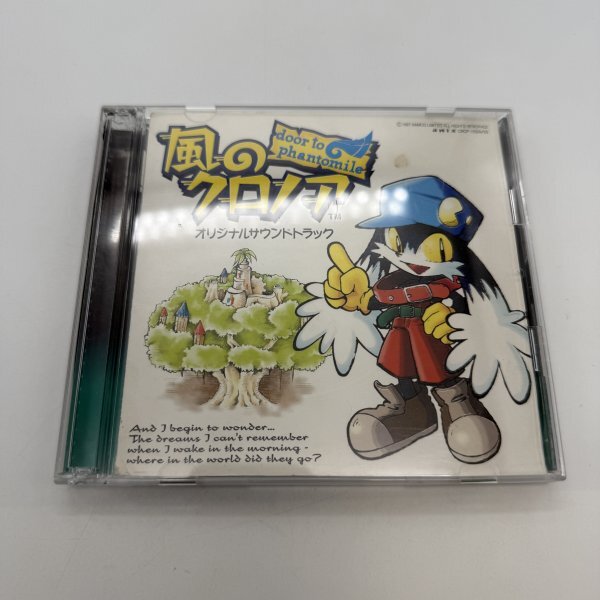 風の
door to
phantomile
クロノア
TM
オリジナルサウンドトラック
And I begin to wonder...
The dreams I can't remember
when I wake in the morning -
where in the world did they go?